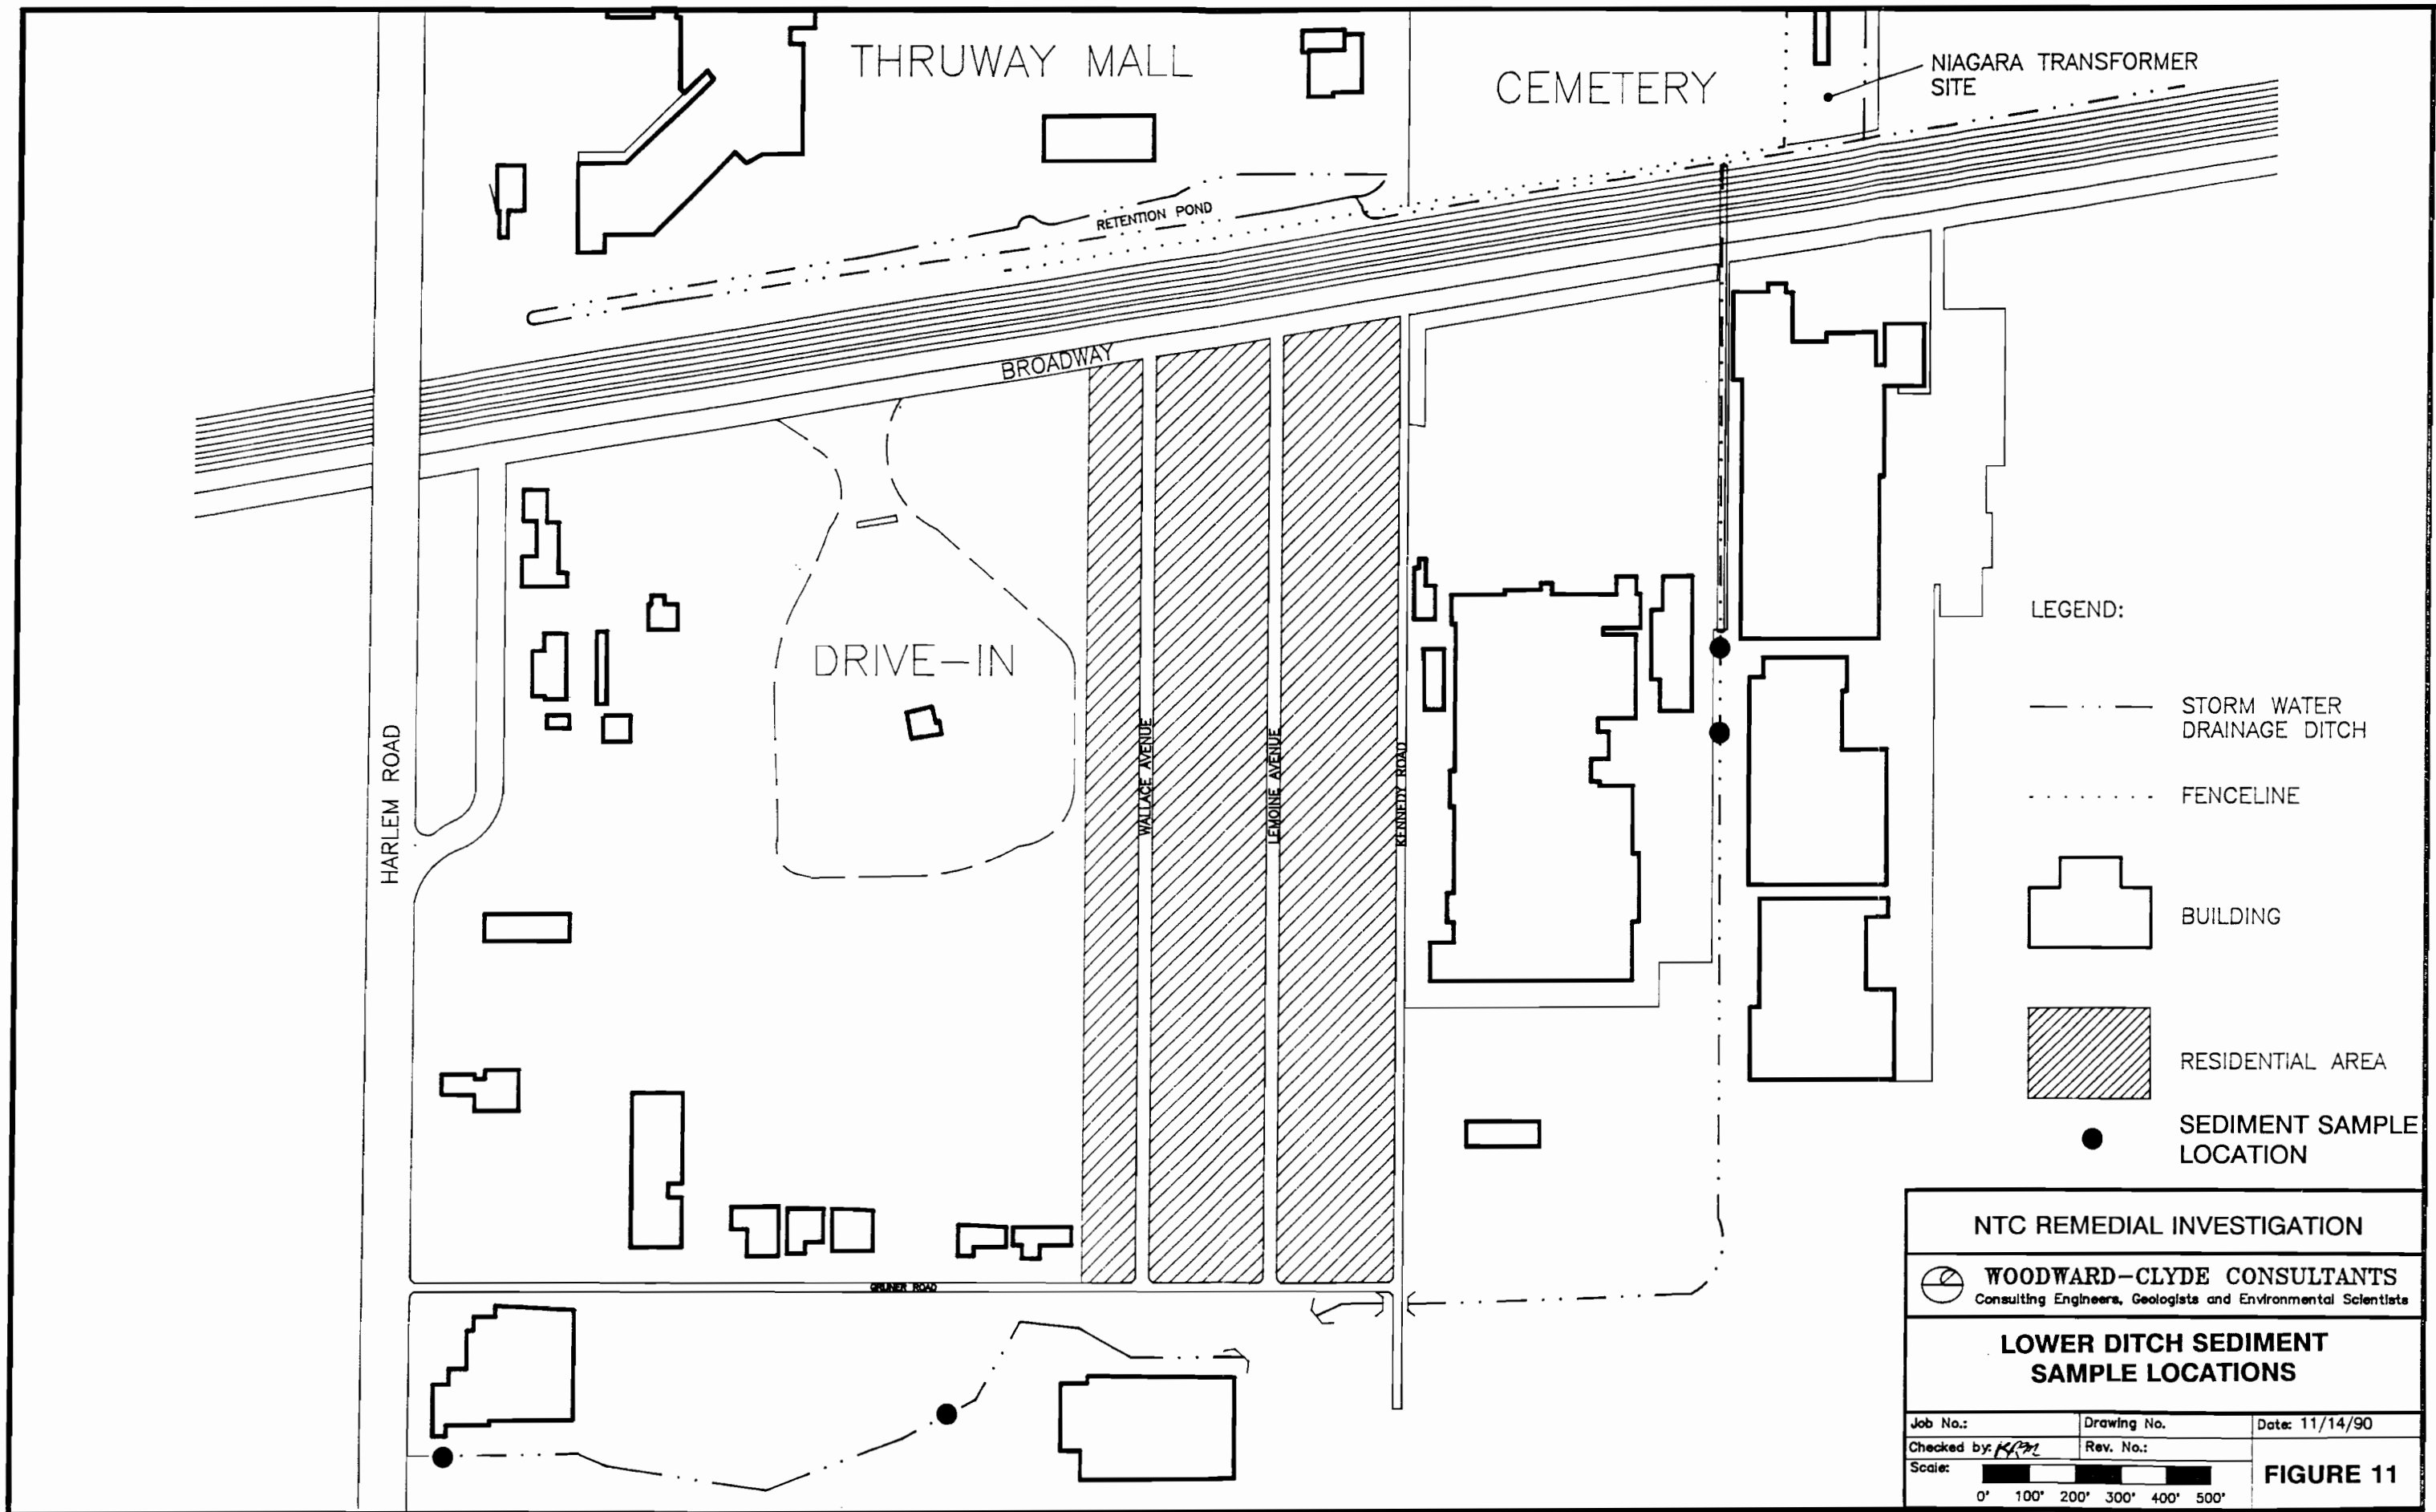 THRUWAY MALL
CEMETERY
NIAGARA TRANSFORMER
SITE
RETENTION POND
BROADWAY
DRIVE-IN
HARLEM ROAD
WALLACE AVENUE
LEMOINE AVENUE
KENNEDY ROAD
GRUNER ROAD
LEGEND:
STORM WATER
DRAINAGE DITCH
FENCELINE
BUILDING
RESIDENTIAL AREA
SEDIMENT SAMPLE
LOCATION
NTC REMEDIAL INVESTIGATION
WOODWARD-CLYDE CONSULTANTS
Consulting Engineers, Geologists and Environmental Scientists
LOWER DITCH SEDIMENT
SAMPLE LOCATIONS
Job No.: Drawing No. Date: 11/14/90
Checked by: Rev. No.:
Scale: 0' 100' 200' 300' 400' 500'
FIGURE 11